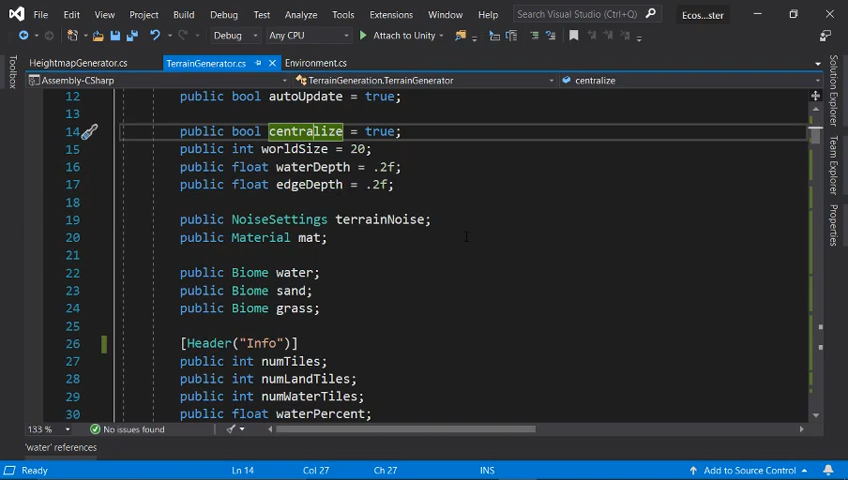 File Edit View Git Project Build Debug Test Analyze Tools Extensions Window Help Search Visual Studio (Ctrl+Q) Ecos...ster
Debug Any CPU Attach to Unity
HeightmapGenerator.cs TerrainGenerator.cs Environment.cs
Assembly-CSharp TerrainGeneration.TerrainGenerator centralize
12 public bool autoUpdate = true;
13
14 public bool centralize = true;
15 public int worldSize = 20;
16 public float waterDepth = .2f;
17 public float edgeDepth = .2f;
18
19 public NoiseSettings terrainNoise;
20 public Material mat;
21
22 public Biome water;
23 public Biome sand;
24 public Biome grass;
25
26 [Header("Info")]
27 public int numTiles;
28 public int numLandTiles;
29 public int numWaterTiles;
30 public float waterPercent;
Toolbox
Solution Explorer
Team Explorer
Properties
133 % No issues found
'water' references
Ready Ln 14 Col 27 Ch 27 INS Add to Source Control